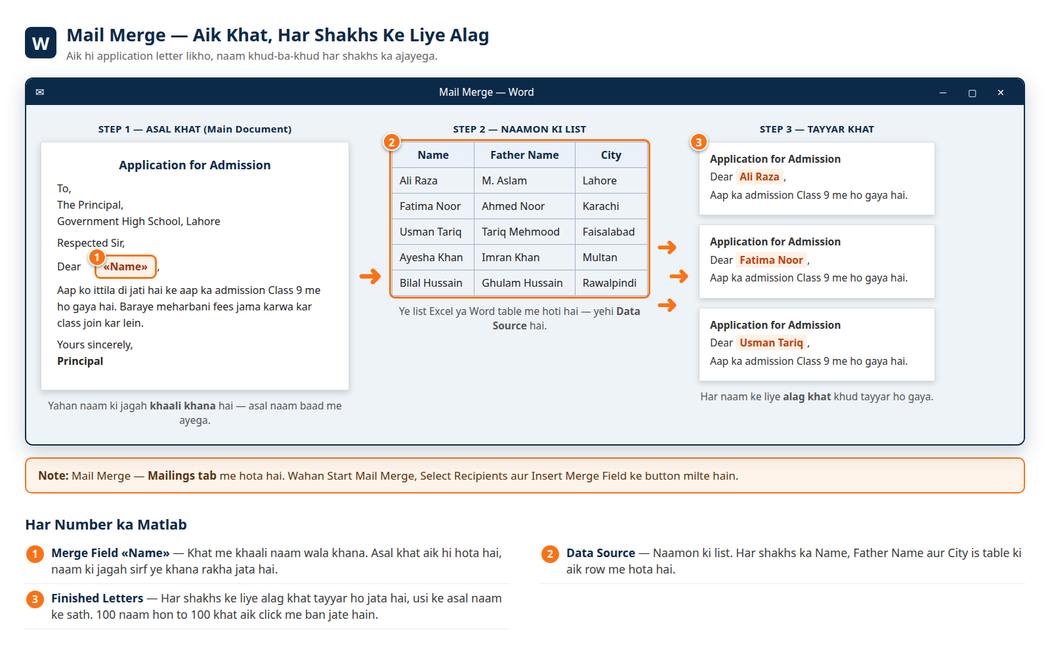 W
Mail Merge — Aik Khat, Har Shakhs Ke Liye Alag
Aik hi application letter likho, naam khud-ba-khud har shakhs ka ajayega.
Mail Merge — Word
STEP 1 — ASAL KHAT (Main Document)
Application for Admission
To,
The Principal,
Government High School, Lahore
Respected Sir,
1
Dear «Name» ,
Aap ko ittila di jati hai ke aap ka admission Class 9 me
ho gaya hai. Baraye meharbani fees jama karwa kar
class join kar lein.
Yours sincerely,
Principal
Yahan naam ki jagah khaali khana hai — asal naam baad me
ayega.
STEP 2 — NAAMON KI LIST
2
Name Father Name City
Ali Raza M. Aslam Lahore
Fatima Noor Ahmed Noor Karachi
Usman Tariq Tariq Mehmood Faisalabad
Ayesha Khan Imran Khan Multan
Bilal Hussain Ghulam Hussain Rawalpindi
Ye list Excel ya Word table me hoti hai — yehi Data
Source hai.
STEP 3 — TAYYAR KHAT
3
Application for Admission
Dear Ali Raza ,
Aap ka admission Class 9 me ho gaya hai.
Application for Admission
Dear Fatima Noor ,
Aap ka admission Class 9 me ho gaya hai.
Application for Admission
Dear Usman Tariq ,
Aap ka admission Class 9 me ho gaya hai.
Har naam ke liye alag khat khud tayyar ho gaya.
Note: Mail Merge — Mailings tab me hota hai. Wahan Start Mail Merge, Select Recipients aur Insert Merge Field ke button milte hain.
Har Number ka Matlab
1 Merge Field «Name» — Khat me khaali naam wala khana. Asal khat aik hi hota hai,
naam ki jagah sirf ye khana rakha jata hai.
2 Data Source — Naamon ki list. Har shakhs ka Name, Father Name aur City is table ki
aik row me hota hai.
3 Finished Letters — Har shakhs ke liye alag khat tayyar ho jata hai, usi ke asal naam
ke sath. 100 naam hon to 100 khat aik click me ban jate hain.